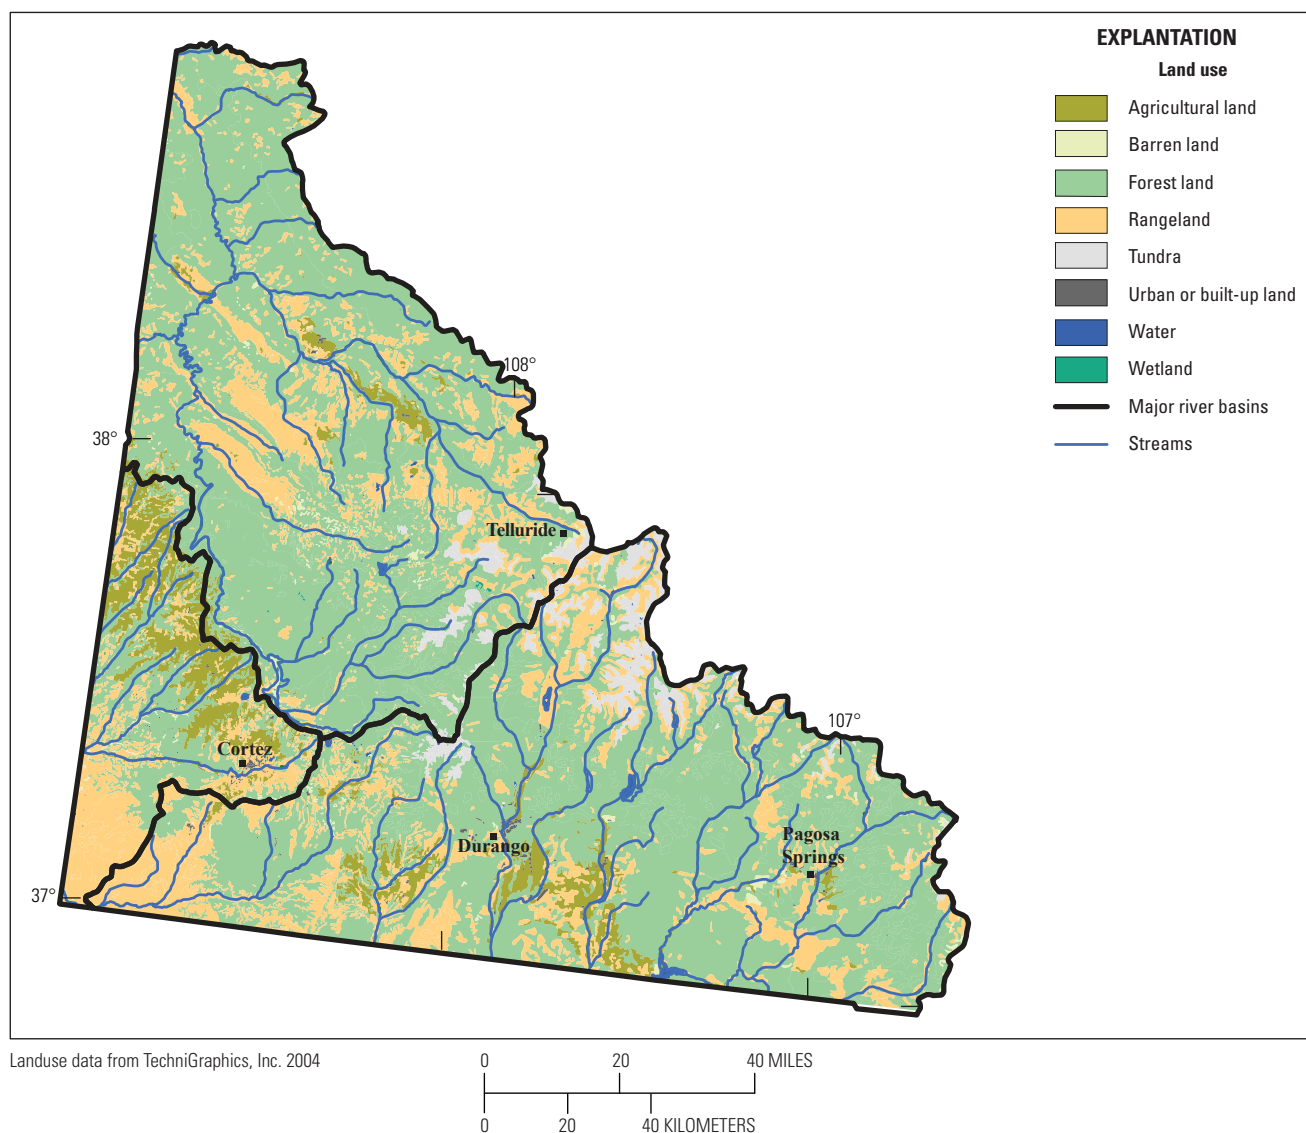 EXPLANTATION
Land use
Agricultural land
Barren land
Forest land
Rangeland
Tundra
Urban or built-up land
Water
Wetland
Major river basins
Streams
108°
38°
Telluride
107°
Cortez
Durango
Pagosa
Springs
37°
Landuse data from TechniGraphics, Inc. 2004
0 20 40 MILES
0 20 40 KILOMETERS